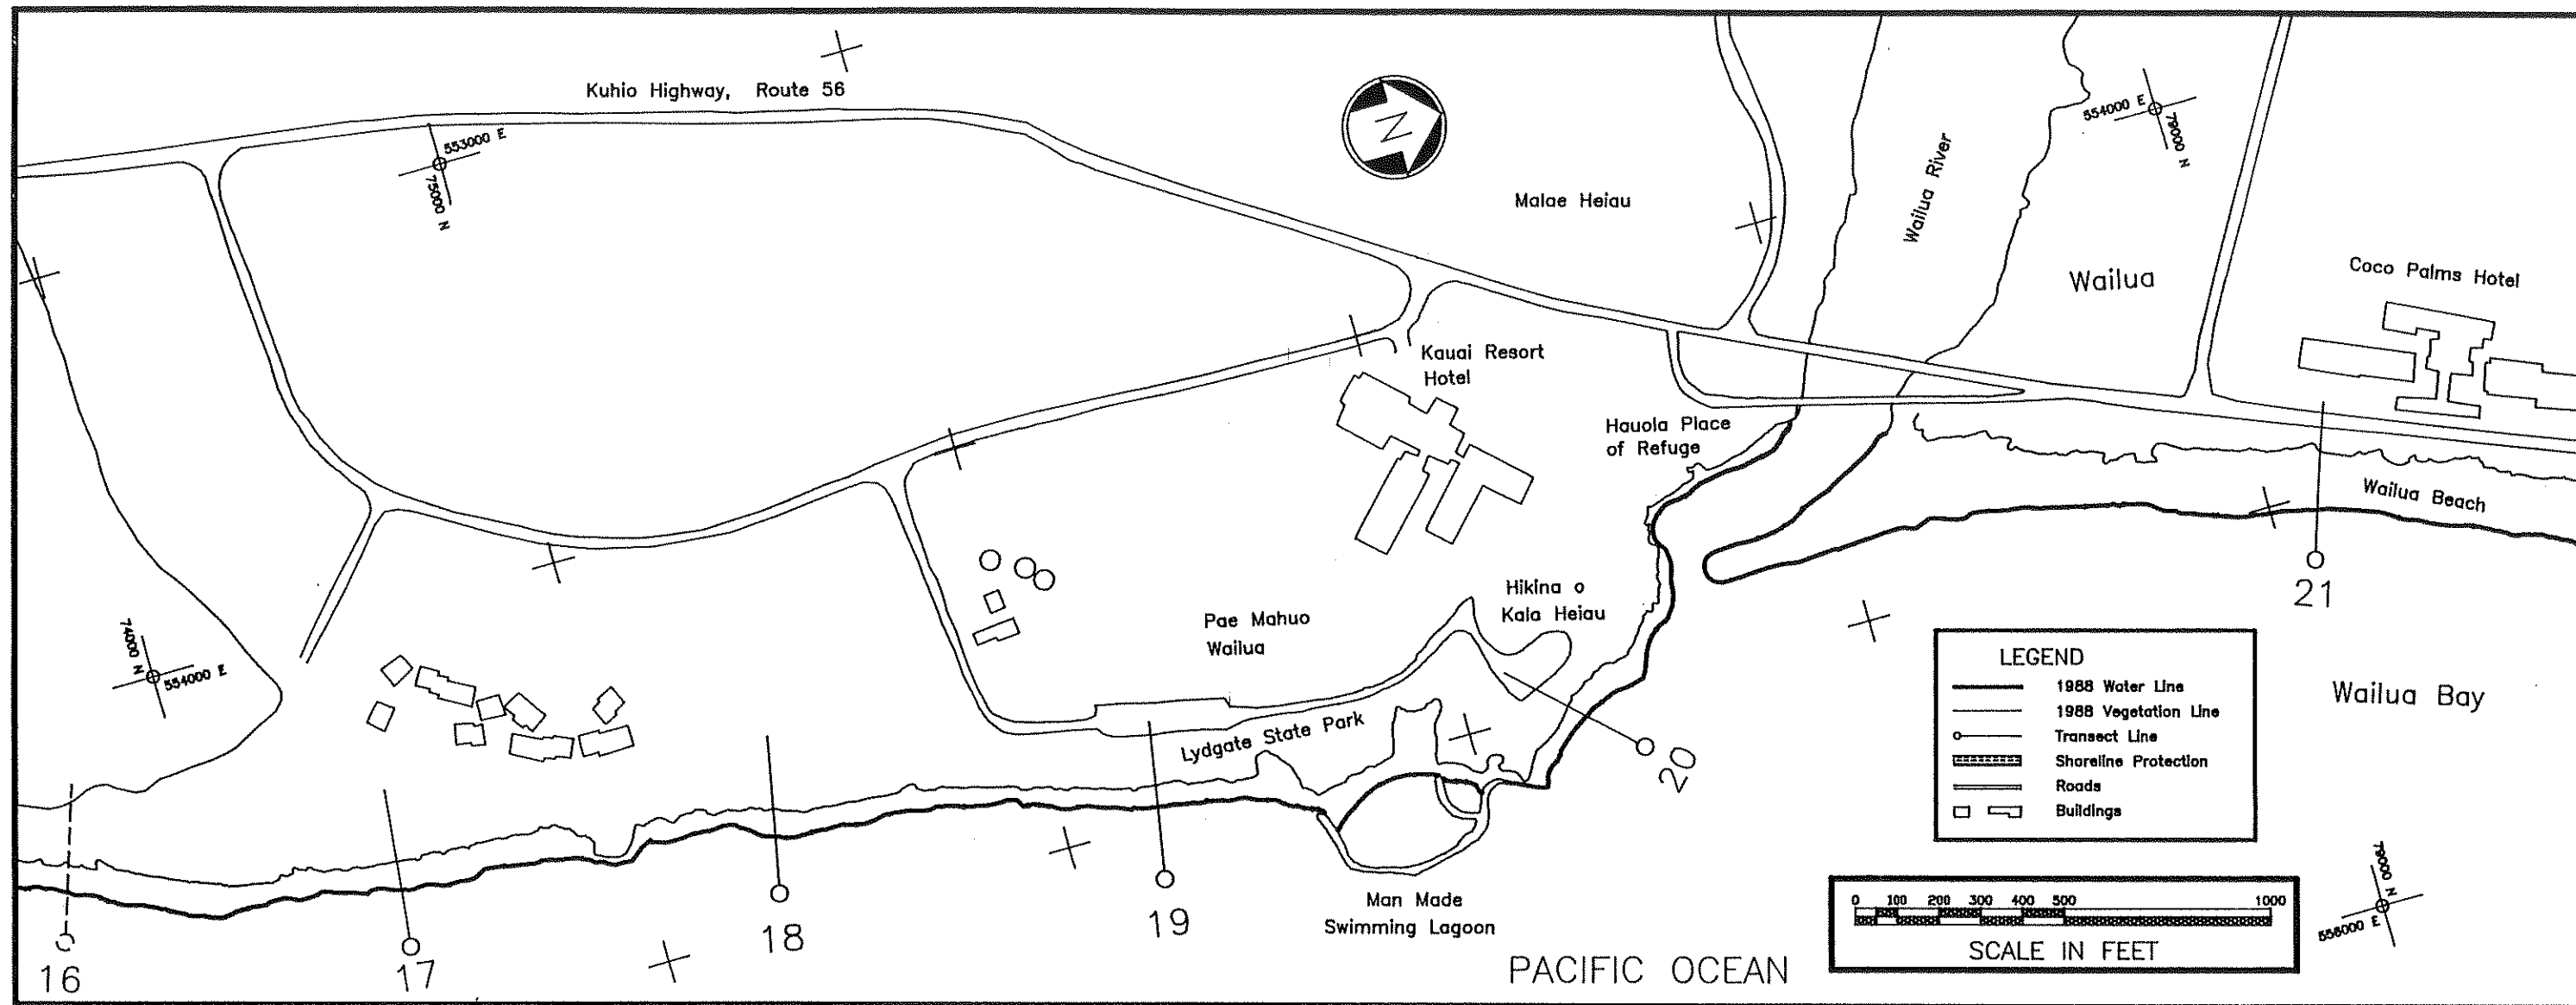 Kuhio Highway, Route 56
553000 E
75000 N
N
Malae Heiau
Wailua River
554000 E
79000 N
Wailua
Coco Palms Hotel
Kauai Resort
Hotel
Hauola Place
of Refuge
Wailua Beach
Hikina o
Kala Heiau
Pae Mahuo
Wailua
74000 N
554000 E
Lydgate State Park
20
21
Wailua Bay
LEGEND
1988 Water Line
1988 Vegetation Line
Transect Line
Shoreline Protection
Roads
Buildings
16
17
18
19
Man Made
Swimming Lagoon
PACIFIC OCEAN
0 100 200 300 400 500 1000
SCALE IN FEET
79000 N
556000 E